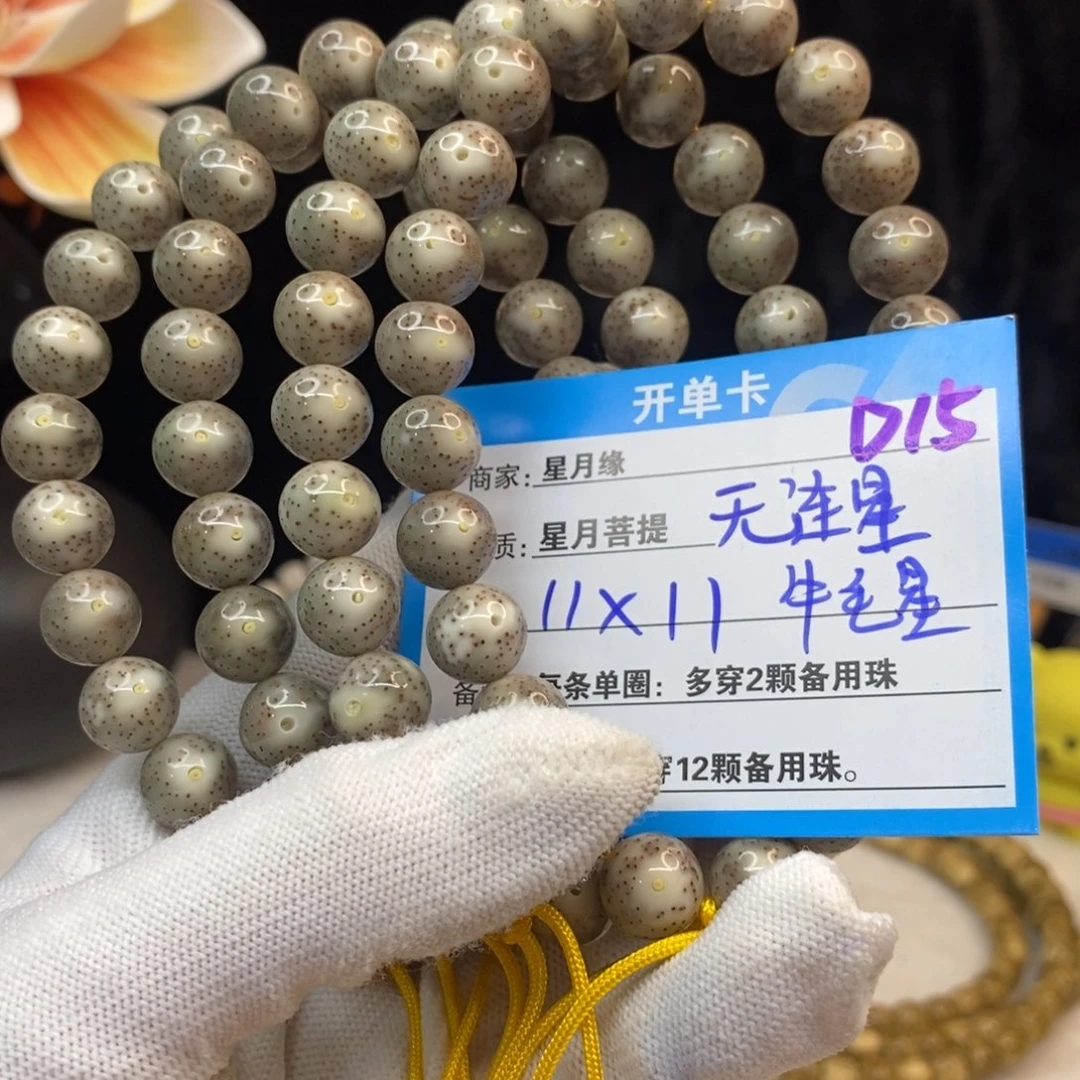 开单卡
D15
商家：星月缘
质：星月菩提 无连星
11×11 牛毛星
备 条单圈：多穿2颗备用珠
穿12颗备用珠。